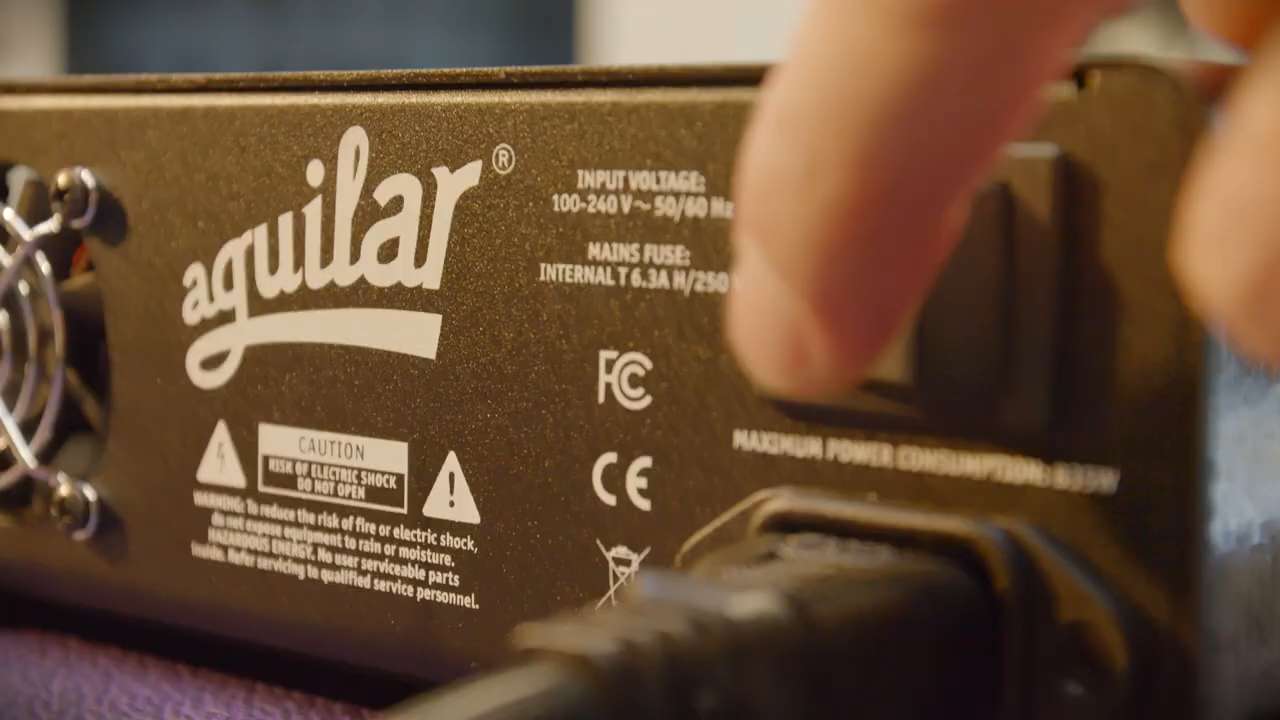 aguilar ®
INPUT VOLTAGE:
100-240 V~ 50/60 Hz
MAINS FUSE:
INTERNAL T 6.3A H/250
FC
CE
CAUTION
RISK OF ELECTRIC SHOCK
DO NOT OPEN
WARNING: To reduce the risk of fire or electric shock,
do not expose equipment to rain or moisture.
HAZARDOUS ENERGY. No user serviceable parts
inside. Refer servicing to qualified service personnel.
MAXIMUM POWER CONSUMPTION: